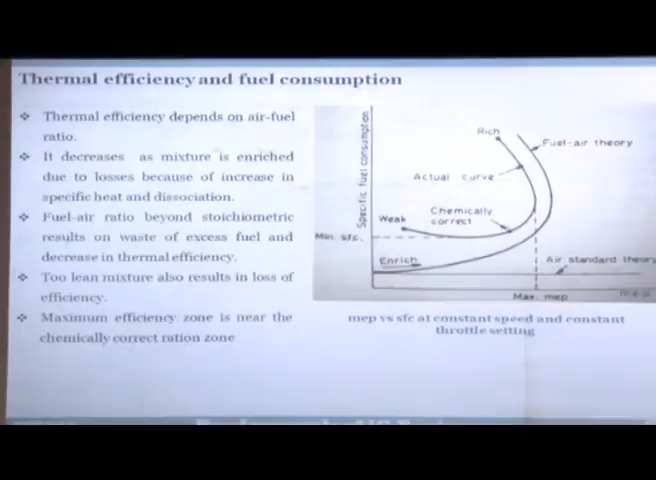 Thermal efficiency and fuel consumption
❖ Thermal efficiency depends on air-fuel
ratio.
❖ It decreases as mixture is enriched
due to losses because of increase in
specific heat and dissociation.
❖ Fuel-air ratio beyond stoichiometric
results on waste of excess fuel and
decrease in thermal efficiency.
❖ Too lean mixture also results in loss of
efficiency.
❖ Maximum efficiency zone is near the
chemically correct ration zone
Specific fuel consumption
Rich
Fuel-air theory
Actual curve
Chemically
correct
Weak
Min. sfc.
Enrich
Air standard theory
Max. mep
mep vs sfc at constant speed and constant
throttle setting